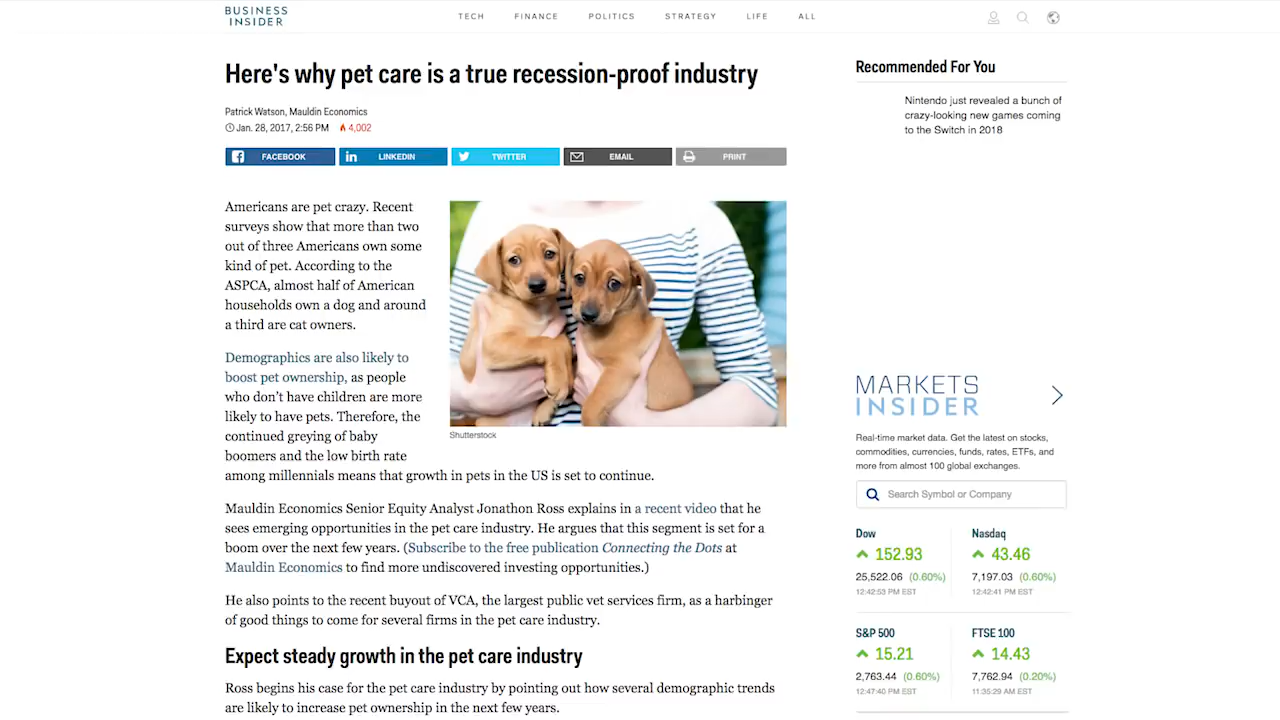 BUSINESS
INSIDER
TECH
FINANCE
POLITICS
STRATEGY
LIFE
ALL
Here's why pet care is a true recession-proof industry
Patrick Watson, Mauldin Economics
Jan. 28, 2017, 2:56 PM 4,002
FACEBOOK
LINKEDIN
TWITTER
EMAIL
PRINT
Americans are pet crazy. Recent
surveys show that more than two
out of three Americans own some
kind of pet. According to the
ASPCA, almost half of American
households own a dog and around
a third are cat owners.
Demographics are also likely to
boost pet ownership, as people
who don't have children are more
likely to have pets. Therefore, the
continued greying of baby
boomers and the low birth rate
among millennials means that growth in pets in the US is set to continue.
Shutterstock
Mauldin Economics Senior Equity Analyst Jonathon Ross explains in a recent video that he
sees emerging opportunities in the pet care industry. He argues that this segment is set for a
boom over the next few years. (Subscribe to the free publication Connecting the Dots at
Mauldin Economics to find more undiscovered investing opportunities.)
He also points to the recent buyout of VCA, the largest public vet services firm, as a harbinger
of good things to come for several firms in the pet care industry.
Expect steady growth in the pet care industry
Ross begins his case for the pet care industry by pointing out how several demographic trends
are likely to increase pet ownership in the next few years.
Recommended For You
Nintendo just revealed a bunch of
crazy-looking new games coming
to the Switch in 2018
MARKETS
INSIDER
Real-time market data. Get the latest on stocks,
commodities, currencies, funds, rates, ETFs, and
more from almost 100 global exchanges.
Search Symbol or Company
Dow
152.93
25,522.06 (0.60%)
12:42:53 PM EST
Nasdaq
43.46
7,197.03 (0.60%)
12:42:41 PM EST
S&P 500
15.21
2,763.44 (0.60%)
12:47:40 PM EST
FTSE 100
14.43
7,762.94 (0.20%)
11:35:29 AM EST